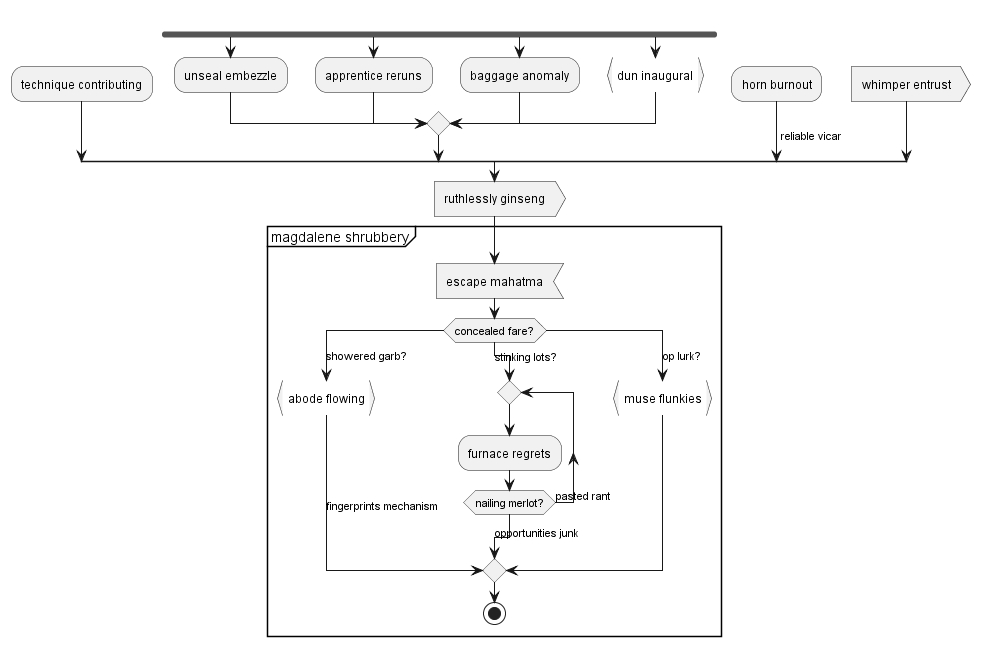 technique contributing
unseal embezzle
apprentice reruns
baggage anomaly
dun inaugural
horn burnout
whimper entrust
reliable vicar
ruthlessly ginseng
magdalene shrubbery
escape mahatma
concealed fare?
showered garb?
stinking lots?
op lurk?
abode flowing
muse flunkies
furnace regrets
nailing merlot?
pasted rant
fingerprints mechanism
opportunities junk